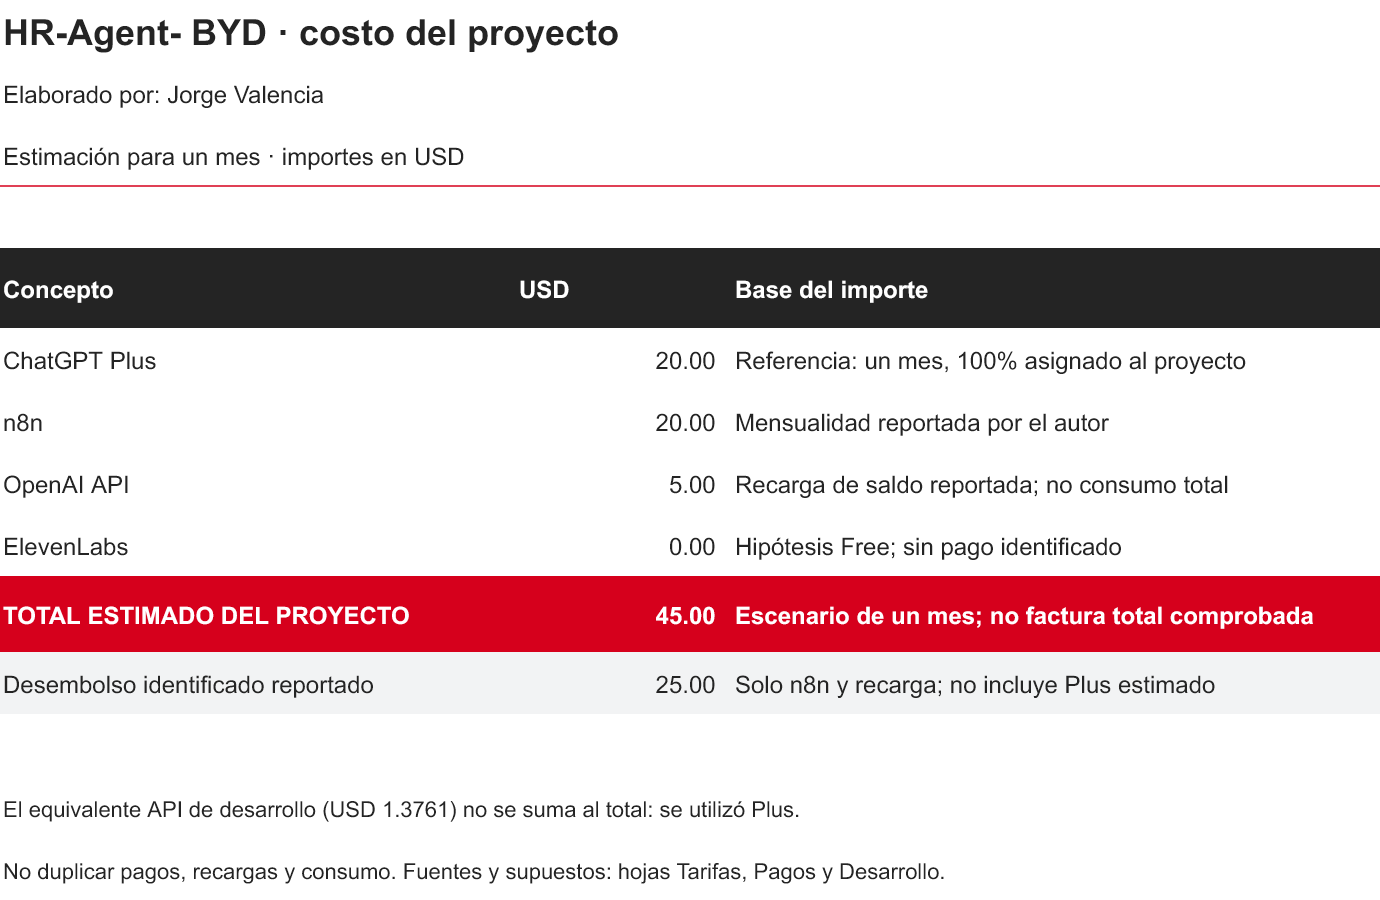 HR-Agent- BYD · costo del proyecto
Elaborado por: Jorge Valencia
Estimación para un mes · importes en USD
Concepto USD Base del importe
ChatGPT Plus 20.00 Referencia: un mes, 100% asignado al proyecto
n8n 20.00 Mensualidad reportada por el autor
OpenAI API 5.00 Recarga de saldo reportada; no consumo total
ElevenLabs 0.00 Hipótesis Free; sin pago identificado
TOTAL ESTIMADO DEL PROYECTO 45.00 Escenario de un mes; no factura total comprobada
Desembolso identificado reportado 25.00 Solo n8n y recarga; no incluye Plus estimado
El equivalente API de desarrollo (USD 1.3761) no se suma al total: se utilizó Plus.
No duplicar pagos, recargas y consumo. Fuentes y supuestos: hojas Tarifas, Pagos y Desarrollo.